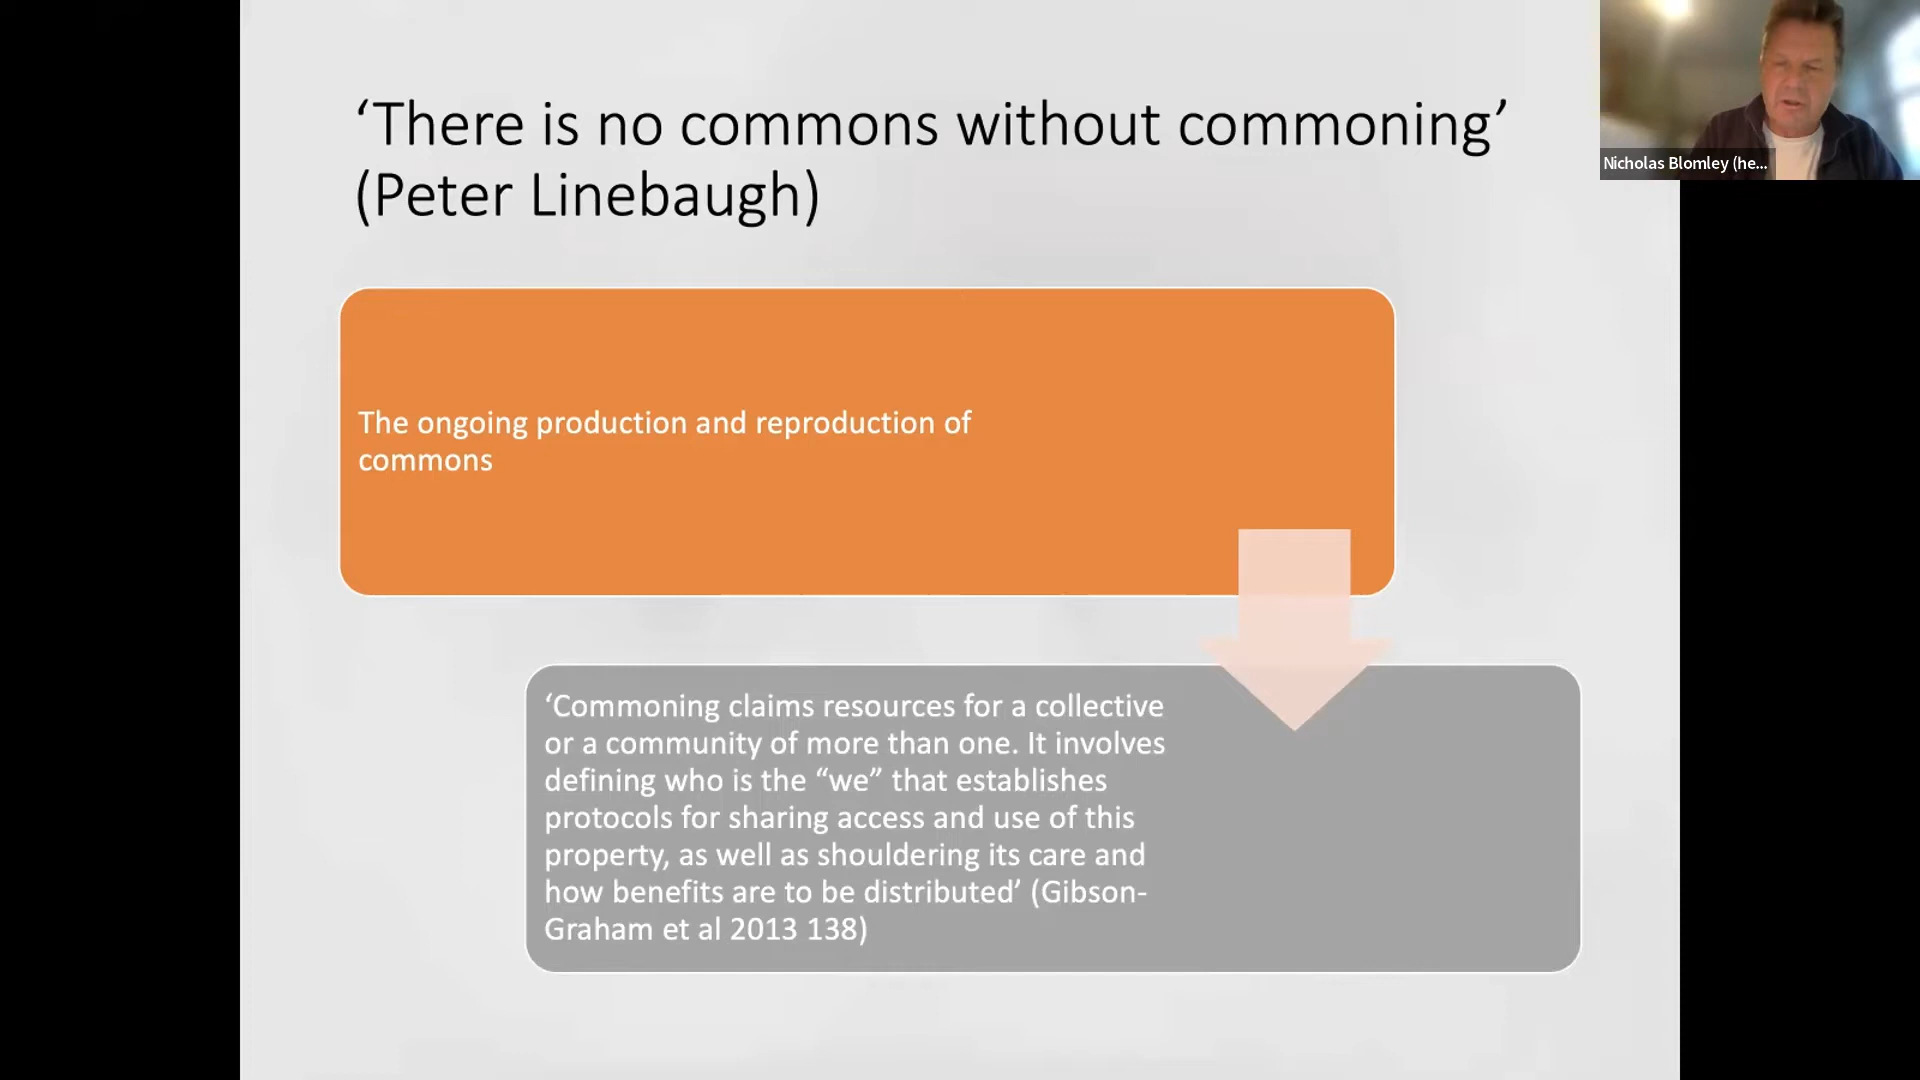 ‘There is no commons without commoning’
(Peter Linebaugh)
Nicholas Blomley (he...
The ongoing production and reproduction of
commons
‘Commoning claims resources for a collective
or a community of more than one. It involves
defining who is the “we” that establishes
protocols for sharing access and use of this
property, as well as shouldering its care and
how benefits are to be distributed’ (Gibson-
Graham et al 2013 138)